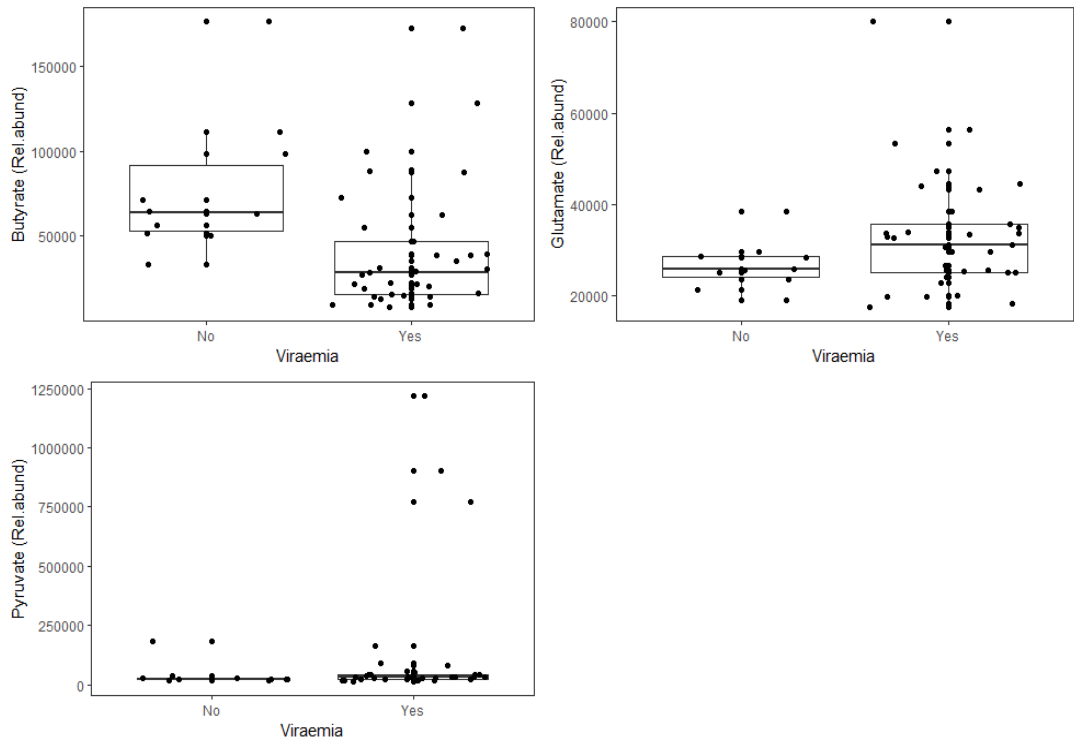 Butyrate (Rel.abund)
150000
100000
50000
No
Yes
Viraemia
Glutamate (Rel.abund)
80000
60000
40000
20000
No
Yes
Viraemia
Pyruvate (Rel.abund)
1250000
1000000
750000
500000
250000
0
No
Yes
Viraemia